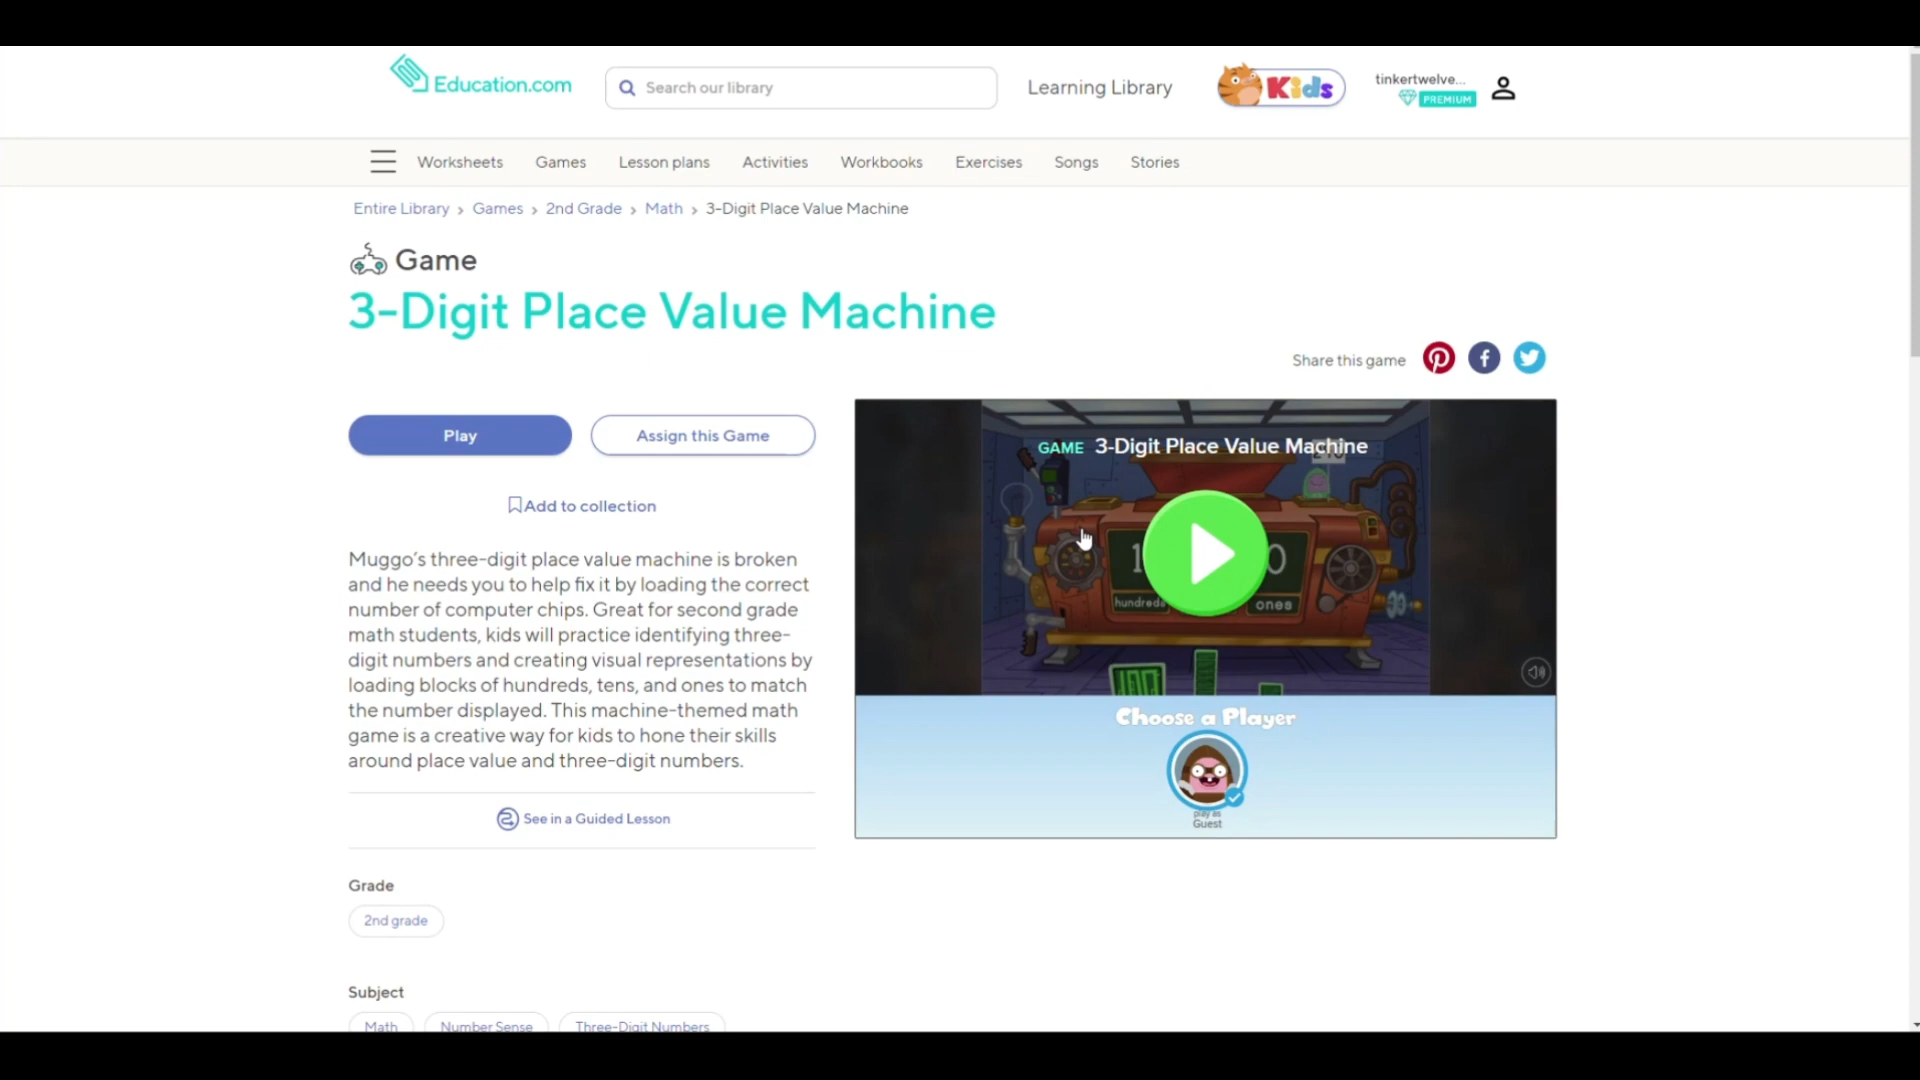 Education.com
Search our library
Learning Library
Kids
tinkertwelve...
PREMIUM
Worksheets
Games
Lesson plans
Activities
Workbooks
Exercises
Songs
Stories
Entire Library › Games › 2nd Grade › Math › 3-Digit Place Value Machine
Game
3-Digit Place Value Machine
Share this game
Play
Assign this Game
Add to collection
Muggo’s three-digit place value machine is broken
and he needs you to help fix it by loading the correct
number of computer chips. Great for second grade
math students, kids will practice identifying three-
digit numbers and creating visual representations by
loading blocks of hundreds, tens, and ones to match
the number displayed. This machine-themed math
game is a creative way for kids to hone their skills
around place value and three-digit numbers.
See in a Guided Lesson
Grade
2nd grade
Subject
Math
Number Sense
Three-Digit Numbers
GAME 3-Digit Place Value Machine
1
0
hundreds
ones
100
Choose a Player
play as
Guest